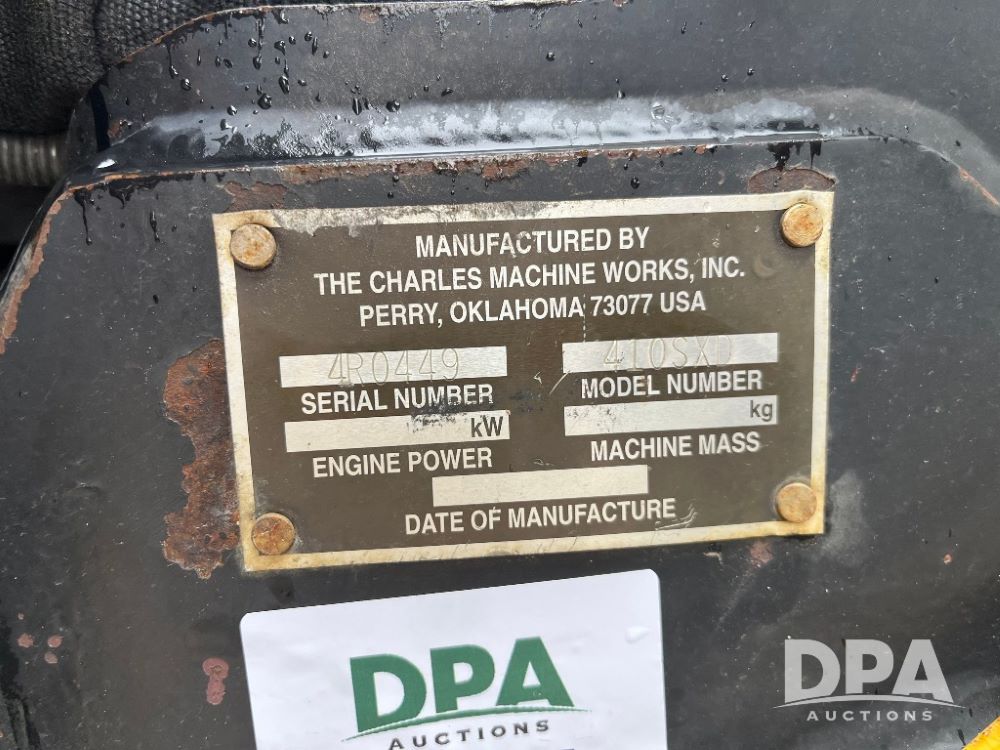 MANUFACTURED BY
THE CHARLES MACHINE WORKS, INC.
PERRY, OKLAHOMA 73077 USA
4R0449 410SXD
SERIAL NUMBER MODEL NUMBER
kW kg
ENGINE POWER MACHINE MASS
DATE OF MANUFACTURE
DPA
AUCTIONS
DPA
AUCTIONS